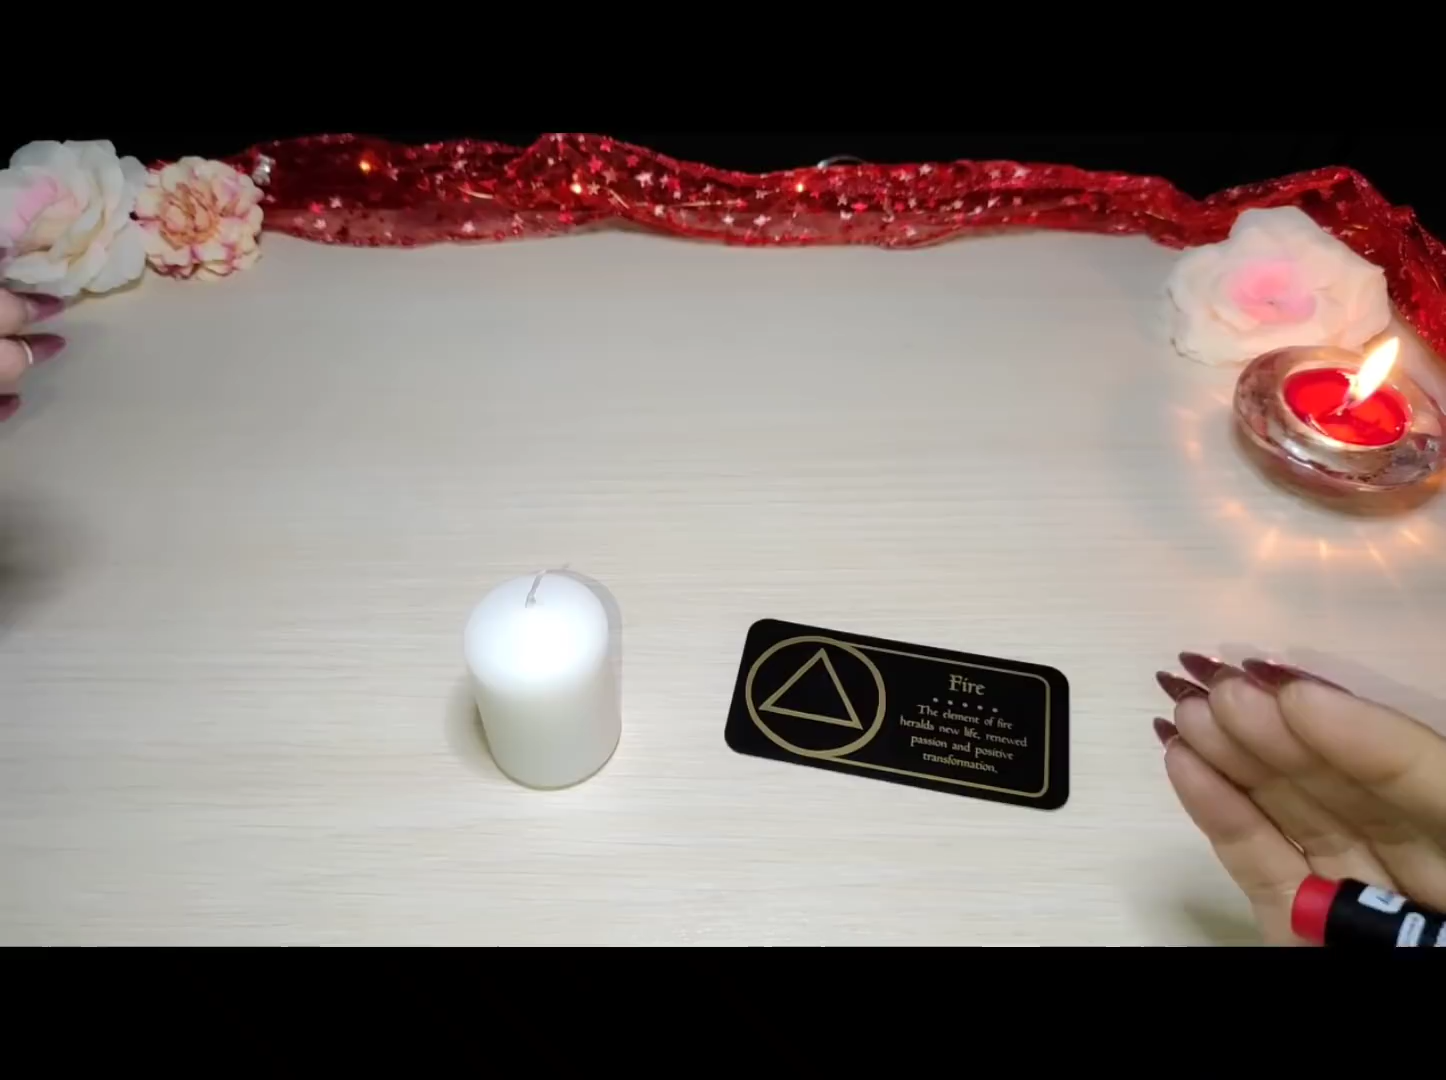 Fire
The element of fire
heralds new life, renewed
passion and positive
transformation.